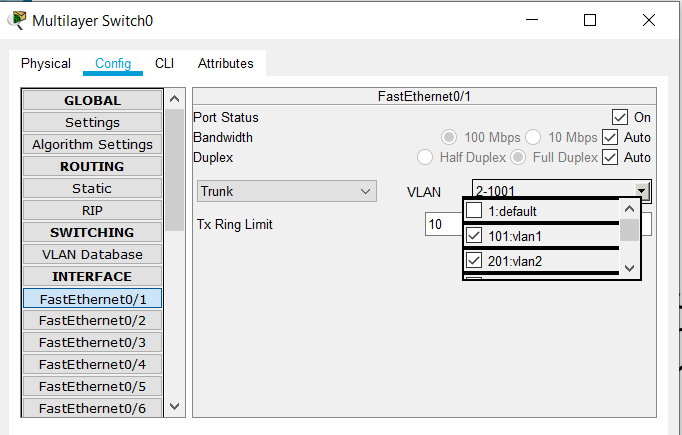 Multilayer Switch0
Physical Config CLI Attributes
GLOBAL
Settings
Algorithm Settings
ROUTING
Static
RIP
SWITCHING
VLAN Database
INTERFACE
FastEthernet0/1
FastEthernet0/2
FastEthernet0/3
FastEthernet0/4
FastEthernet0/5
FastEthernet0/6
FastEthernet0/1
Port Status On
Bandwidth 100 Mbps 10 Mbps Auto
Duplex Half Duplex Full Duplex Auto
Trunk VLAN 2-1001
1:default
Tx Ring Limit 10
101:vlan1
201:vlan2